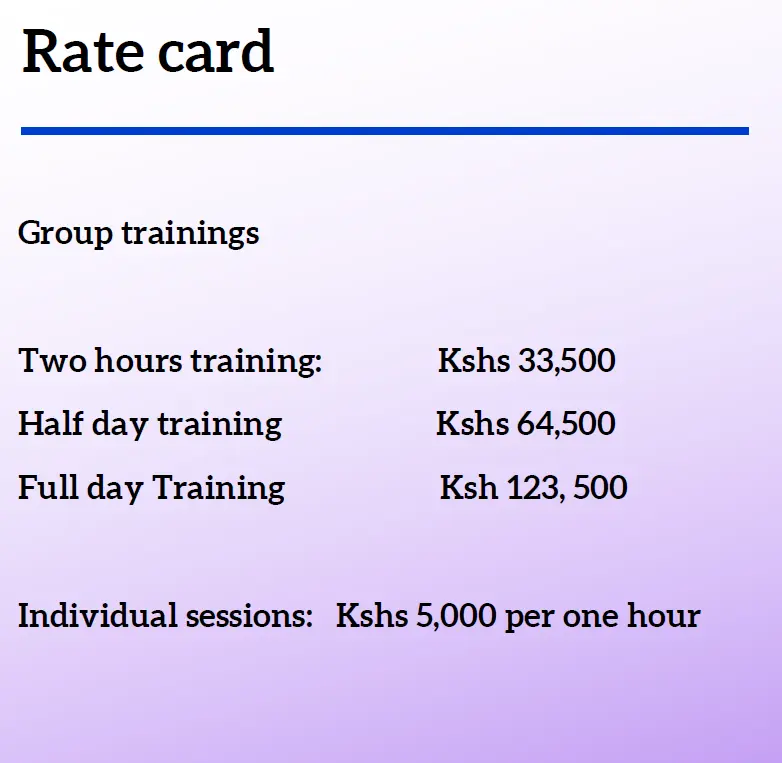 Rate card
Group trainings
Two hours training: Kshs 33,500
Half day training Kshs 64,500
Full day Training Ksh 123, 500
Individual sessions: Kshs 5,000 per one hour